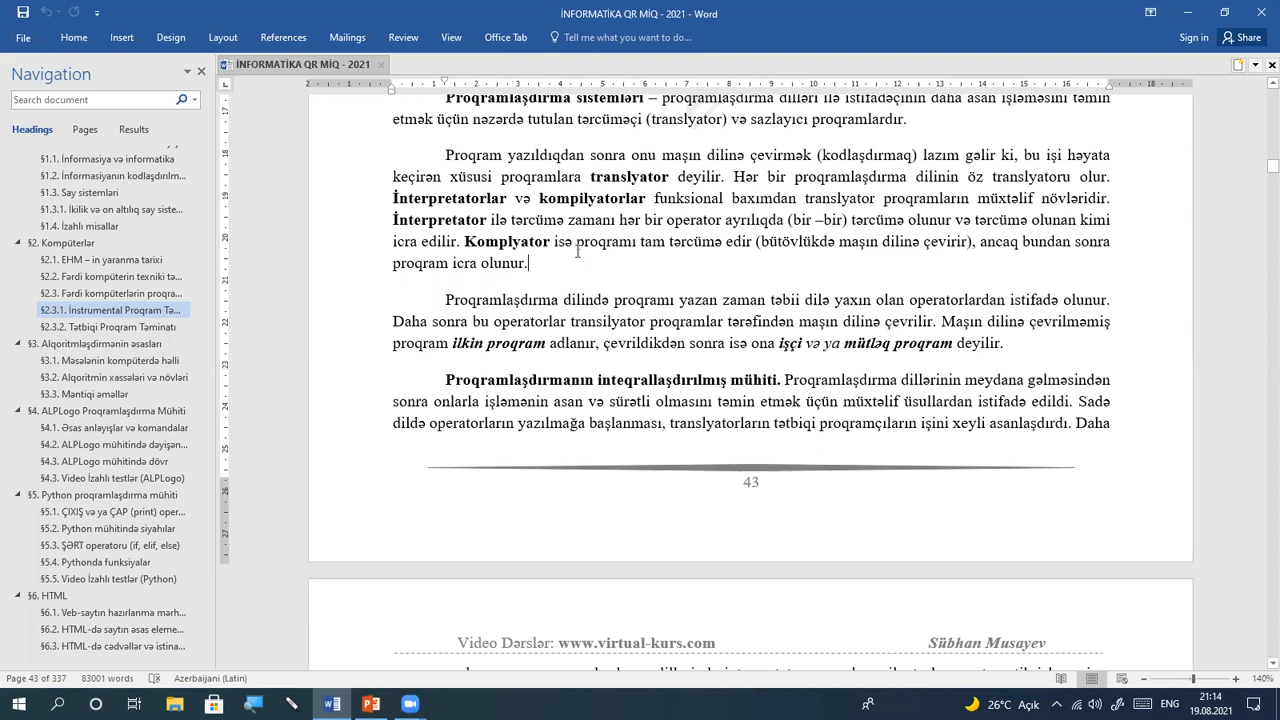 İNFORMATİKA QR MİQ - 2021 - Word
File Home Insert Design Layout References Mailings Review View Office Tab Tell me what you want to do... Sign in Share
İNFORMATİKA QR MİQ - 2021
Navigation
Search document
Headings Pages Results
§1.1. İnformasiya və informatika
§1.2. İnformasiyanın kodlaşdırılm...
§1.3. Say sistemləri
§1.3.1. İkilik və on altılıq say siste...
§1.4. İzahlı misallar
§2. Kompüterlər
§2.1. EHM – in yaranma tarixi
§2.2. Fərdi kompüterin texniki tə...
§2.3. Fərdi kompüterlərin proqra...
§2.3.1. İnstrumental Proqram Tə...
§2.3.2. Tətbiqi Proqram Təminatı
§3. Alqoritmləşdirmənin əsasları
§3.1. Məsələnin kompüterdə həlli
§3.2. Alqoritmin xassələri və növləri
§3.3. Məntiqi əməllər
§4. ALPLogo Proqramlaşdırma Mühiti
§4.1. Əsas anlayışlar və komandalar
§4.2. ALPLogo mühitində dəyişən...
§4.3. ALPLogo mühitində dövr
§4.3. Video İzahlı testlər (ALPLogo)
§5. Python proqramlaşdırma mühiti
§5.1. ÇIXIŞ və ya ÇAP (print) oper...
§5.2. Python mühitində siyahılar
§5.3. ŞƏRT operatoru (if, elif, else)
§5.4. Pythonda funksiyalar
§5.5. Video İzahlı testlər (Python)
§6. HTML
§6.1. Veb-saytın hazırlanma mərh...
§6.2. HTML-də saytın əsas eleme...
§6.3. HTML-də cədvəllər və istina...
Proqramlaşdırma sistemləri – proqramlaşdırma dilləri ilə istifadəçinin daha asan işləməsini təmin
etmək üçün nəzərdə tutulan tərcüməçi (translyator) və sazlayıcı proqramlardır.
Proqram yazıldıqdan sonra onu maşın dilinə çevirmək (kodlaşdırmaq) lazım gəlir ki, bu işi həyata
keçirən xüsusi proqramlara translyator deyilir. Hər bir proqramlaşdırma dilinin öz translyatoru olur.
İnterpretatorlar və kompilyatorlar funksional baxımdan translyator proqramların müxtəlif növləridir.
İnterpretator ilə tərcümə zamanı hər bir operator ayrılıqda (bir –bir) tərcümə olunur və tərcümə olunan kimi
icra edilir. Komplyator isə proqramı tam tərcümə edir (bütövlükdə maşın dilinə çevirir), ancaq bundan sonra
proqram icra olunur.
Proqramlaşdırma dilində proqramı yazan zaman təbii dilə yaxın olan operatorlardan istifadə olunur.
Daha sonra bu operatorlar transilyator proqramlar tərəfindən maşın dilinə çevrilir. Maşın dilinə çevrilməmiş
proqram ilkin proqram adlanır, çevrildikdən sonra isə ona işçi və ya mütləq proqram deyilir.
Proqramlaşdırmanın inteqrallaşdırılmış mühiti. Proqramlaşdırma dillərinin meydana gəlməsindən
sonra onlarla işləmənin asan və sürətli olmasını təmin etmək üçün müxtəlif üsullardan istifadə edildi. Sadə
dildə operatorların yazılmağa başlanması, translyatorların tətbiqi proqramçıların işini xeyli asanlaşdırdı. Daha
43
Video Dərslər: www.virtual-kurs.com Sübhan Musayev
Page 43 of 337 83001 words Azerbaijani (Latin) 140%
26°C Açık ENG 21:14
19.08.2021